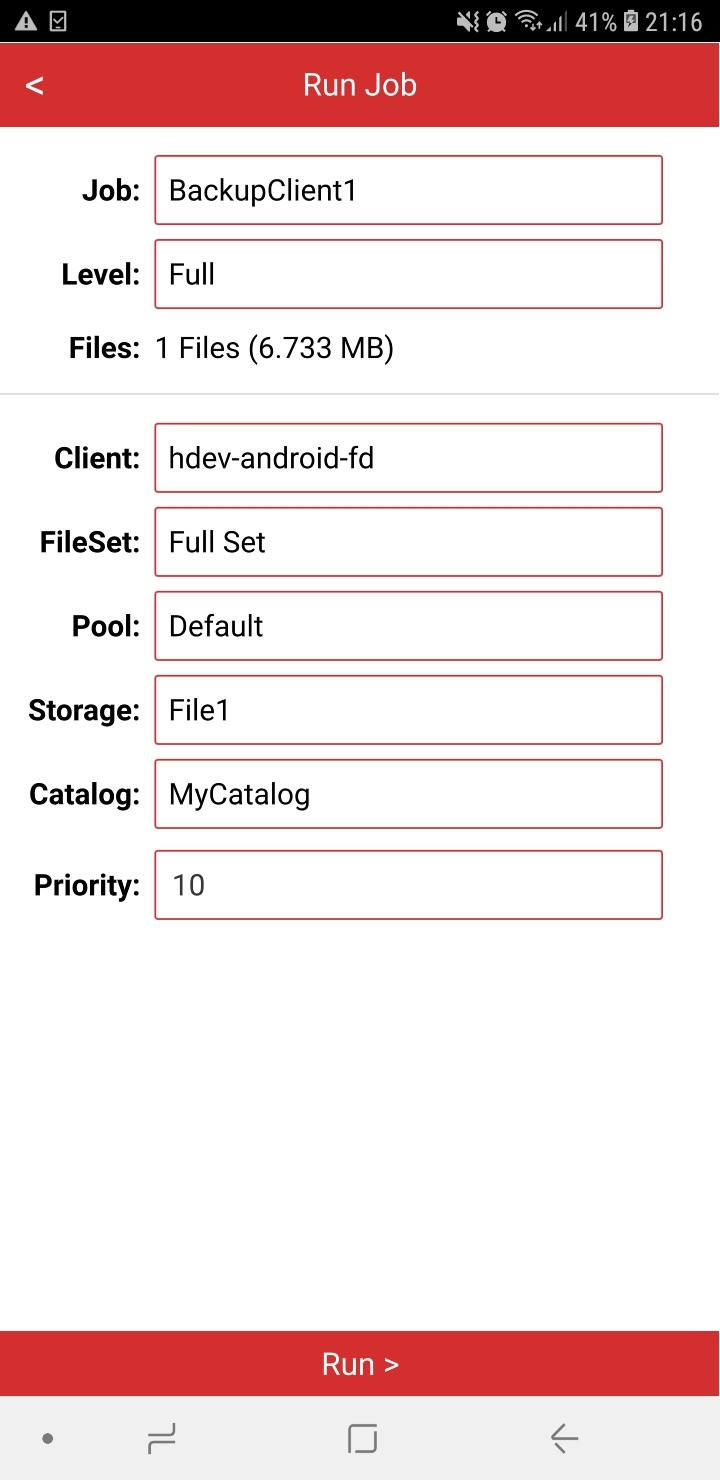 41% 21:16
< Run Job
Job: BackupClient1
Level: Full
Files: 1 Files (6.733 MB)
Client: hdev-android-fd
FileSet: Full Set
Pool: Default
Storage: File1
Catalog: MyCatalog
Priority: 10
Run >